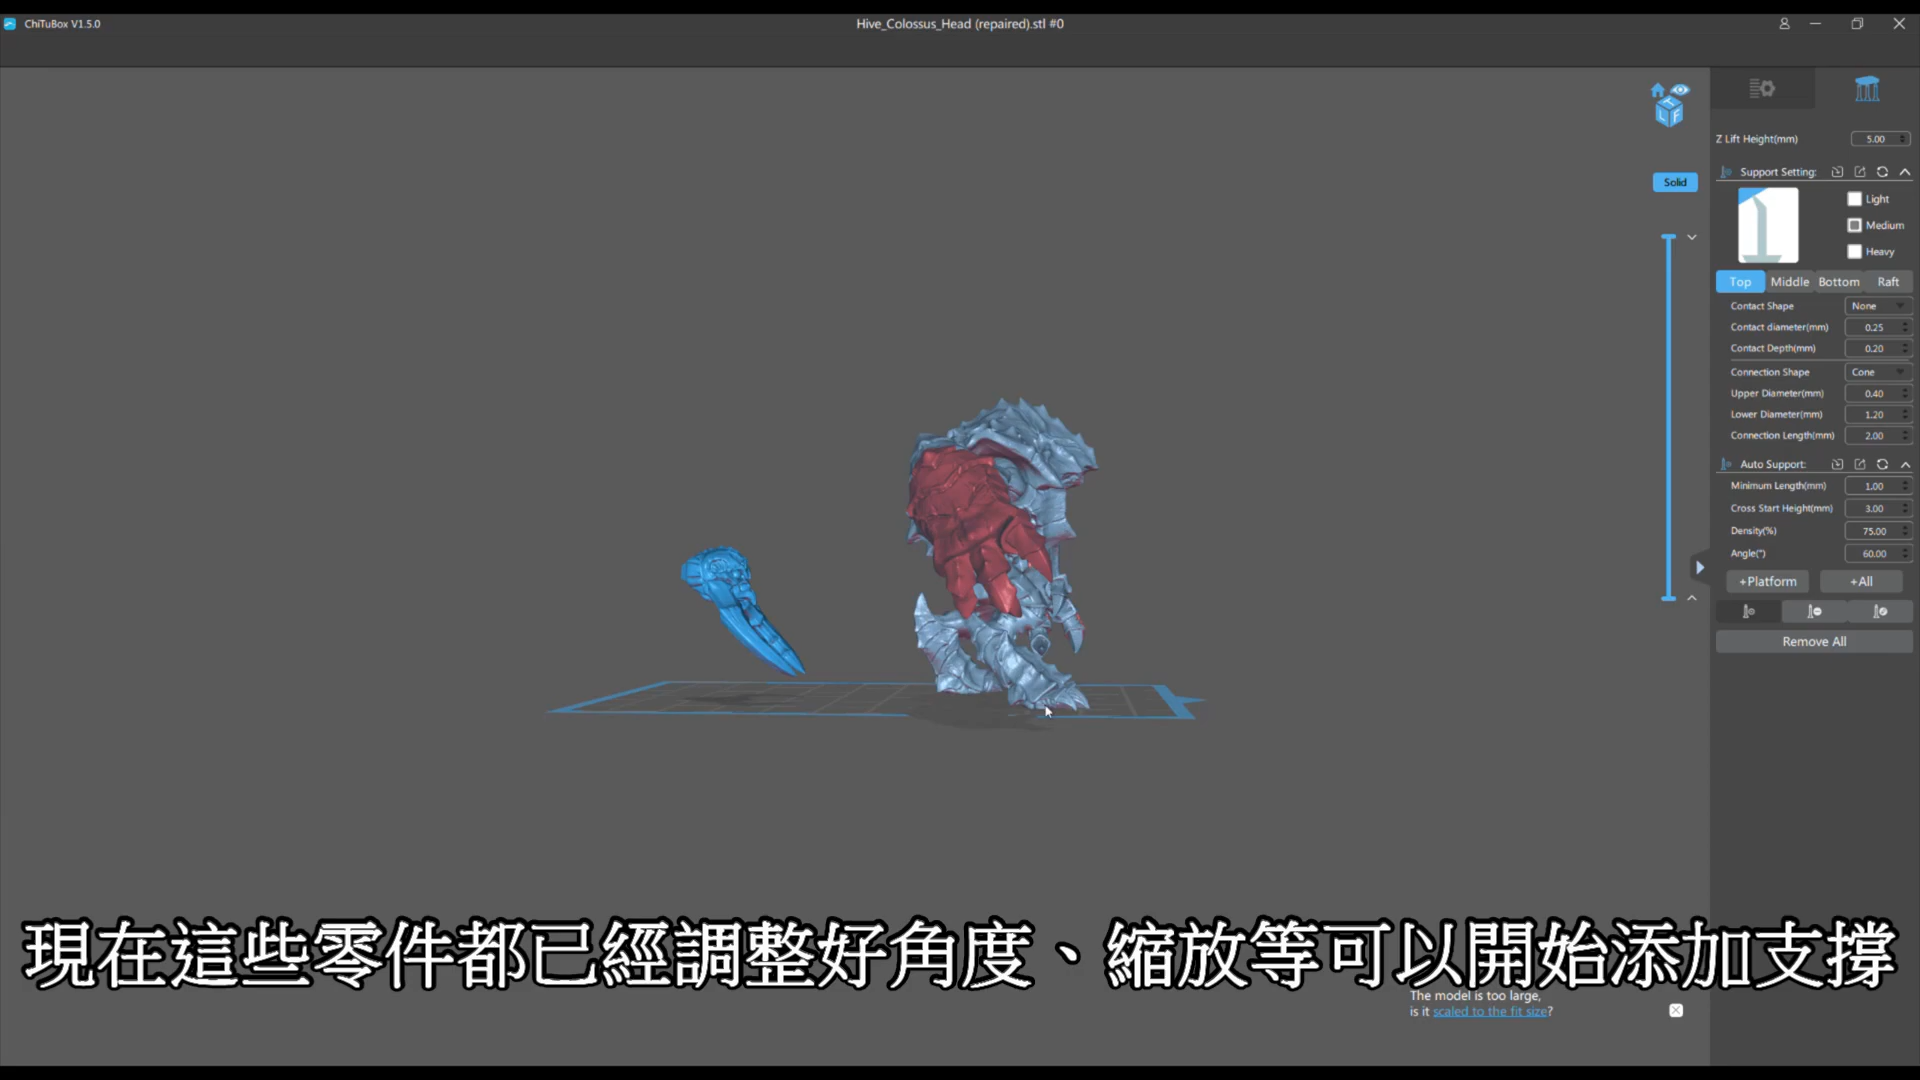 ChiTuBox V1.5.0
Hive_Colossus_Head (repaired).stl #0
Z Lift Height(mm) 5.00
Solid
Support Setting:
Light
Medium
Heavy
Top Middle Bottom Raft
Contact Shape None
Contact diameter(mm) 0.25
Contact Depth(mm) 0.20
Connection Shape Cone
Upper Diameter(mm) 0.40
Lower Diameter(mm) 1.20
Connection Length(mm) 2.00
Auto Support:
Minimum Length(mm) 1.00
Cross Start Height(mm) 3.00
Density(%) 75.00
Angle(°) 60.00
+Platform +All
Remove All
現在這些零件都已經調整好角度、縮放等可以開始添加支撐
The model is too large,
is it scaled to the fit size?